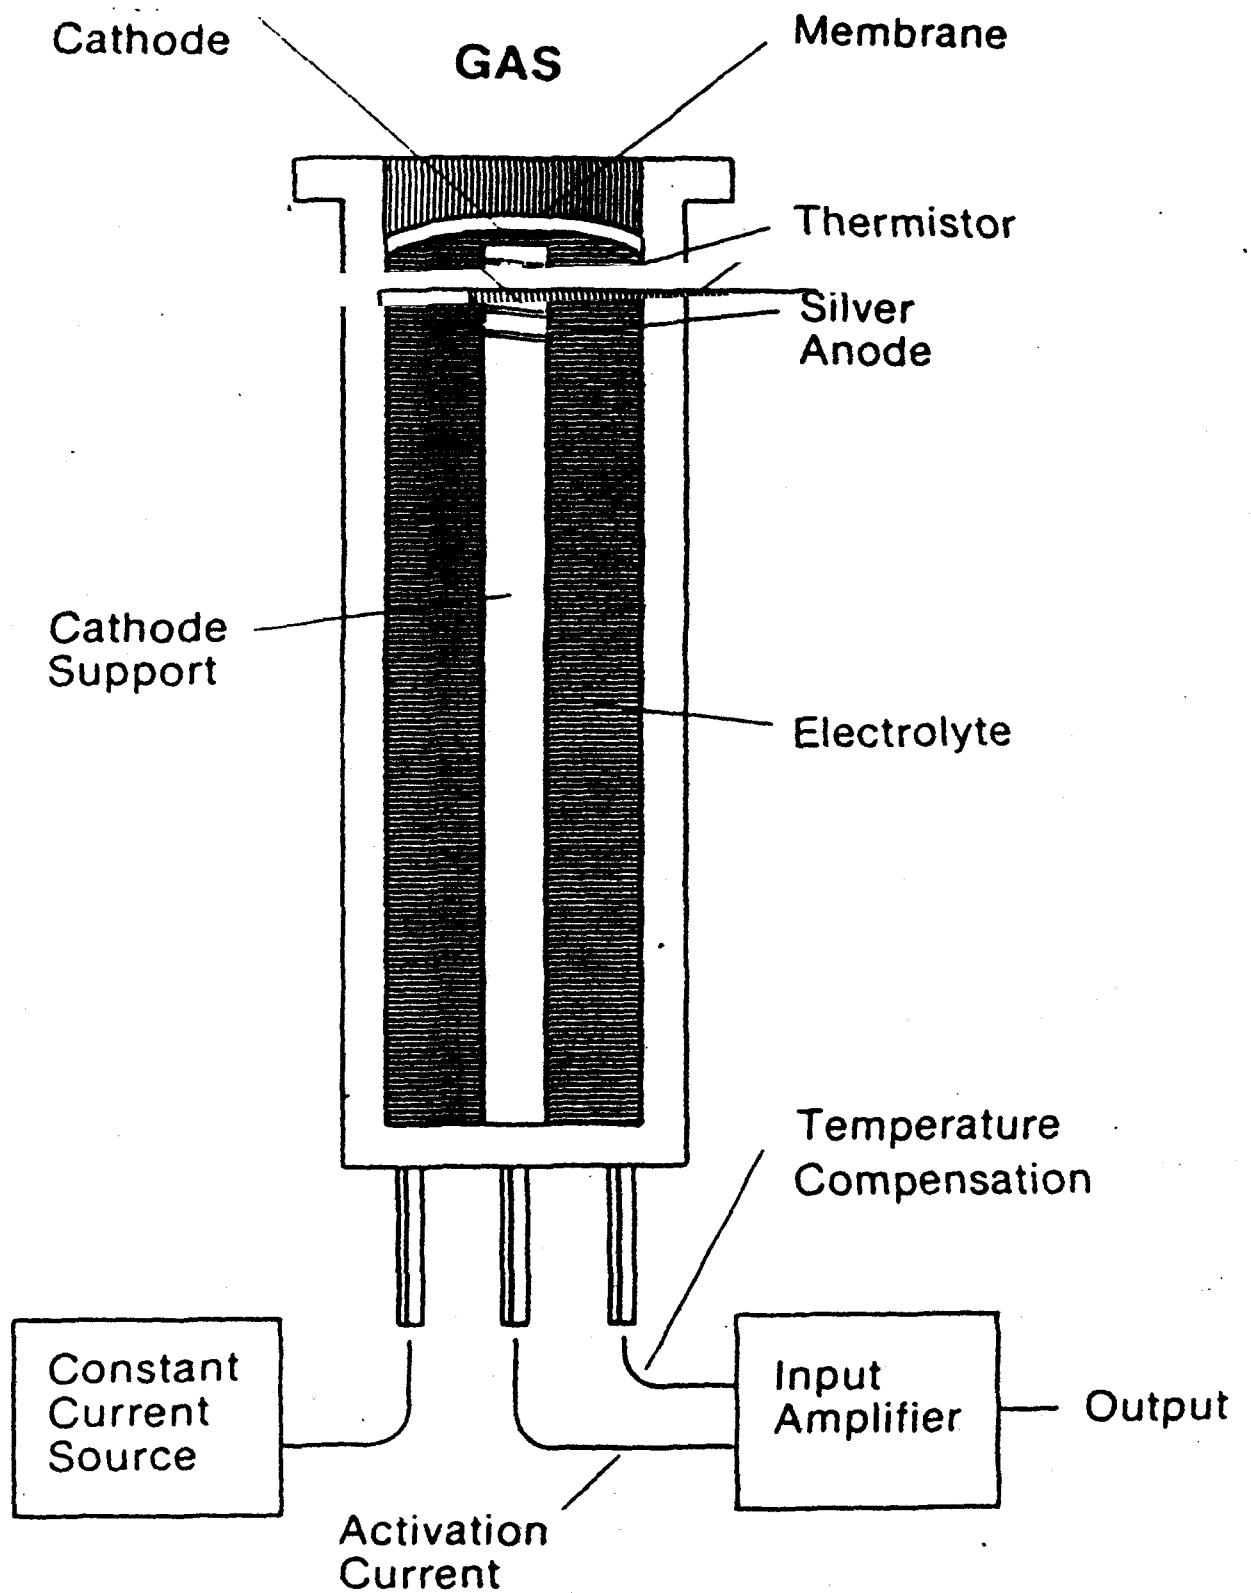 Cathode
GAS
Membrane
Thermistor
Silver
Anode
Cathode
Support
Electrolyte
Temperature
Compensation
Constant
Current
Source
Input
Amplifier
Output
Activation
Current